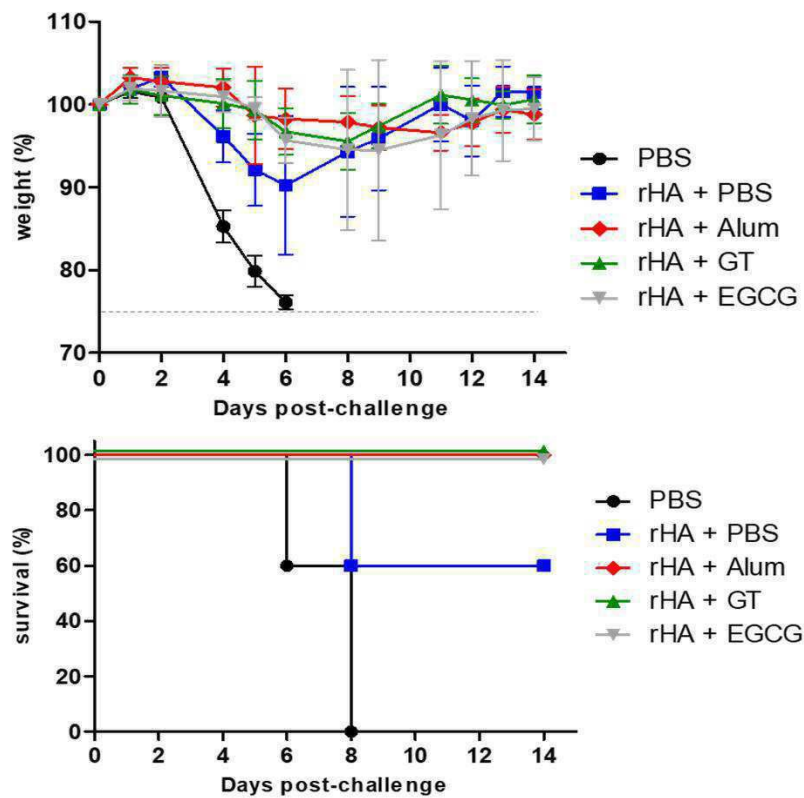 110
100
90
80
70
weight (%)
0 2 4 6 8 10 12 14
Days post-challenge
PBS
rHA + PBS
rHA + Alum
rHA + GT
rHA + EGCG
100
80
60
40
20
0
survival (%)
0 2 4 6 8 10 12 14
Days post-challenge
PBS
rHA + PBS
rHA + Alum
rHA + GT
rHA + EGCG